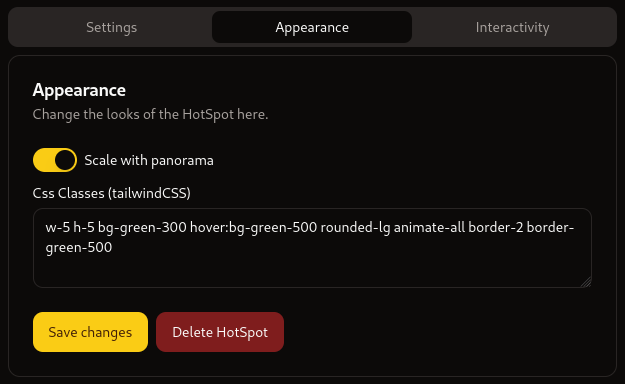 Settings Appearance Interactivity
Appearance
Change the looks of the HotSpot here.
Scale with panorama
Css Classes (tailwindCSS)
w-5 h-5 bg-green-300 hover:bg-green-500 rounded-lg animate-all border-2 border-
green-500
Save changes Delete HotSpot